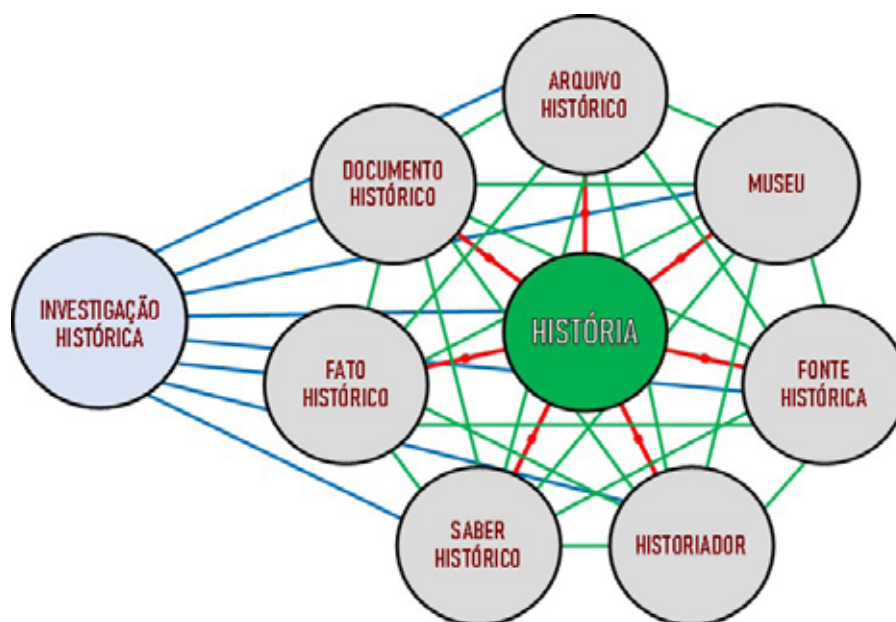 ARQUIVO
HISTÓRICO
DOCUMENTO
HISTÓRICO
MUSEU
INVESTIGAÇÃO
HISTÓRICA
HISTÓRIA
FATO
HISTÓRICO
FONTE
HISTÓRICA
SABER
HISTÓRICO
HISTORIADOR